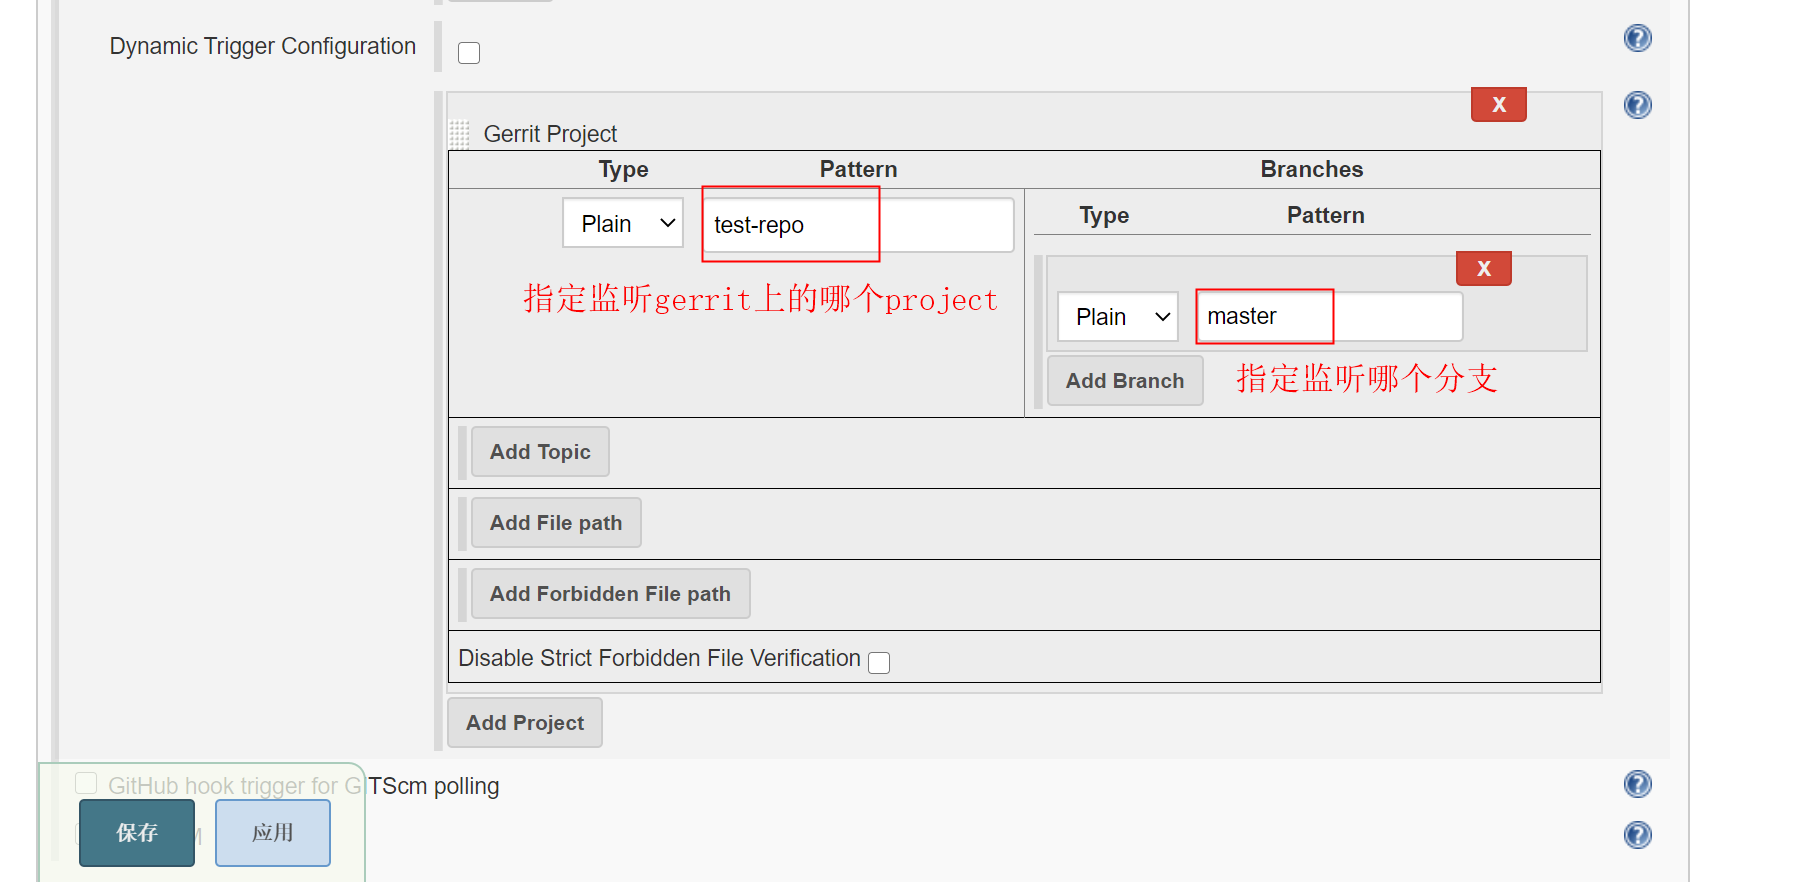 Dynamic Trigger Configuration
X
Gerrit Project
Type Pattern Branches
Plain test-repo
Type Pattern
指定监听gerrit上的哪个project
X
Plain master
Add Branch
指定监听哪个分支
Add Topic
Add File path
Add Forbidden File path
Disable Strict Forbidden File Verification
Add Project
GitHub hook trigger for GITScm polling
保存 应用